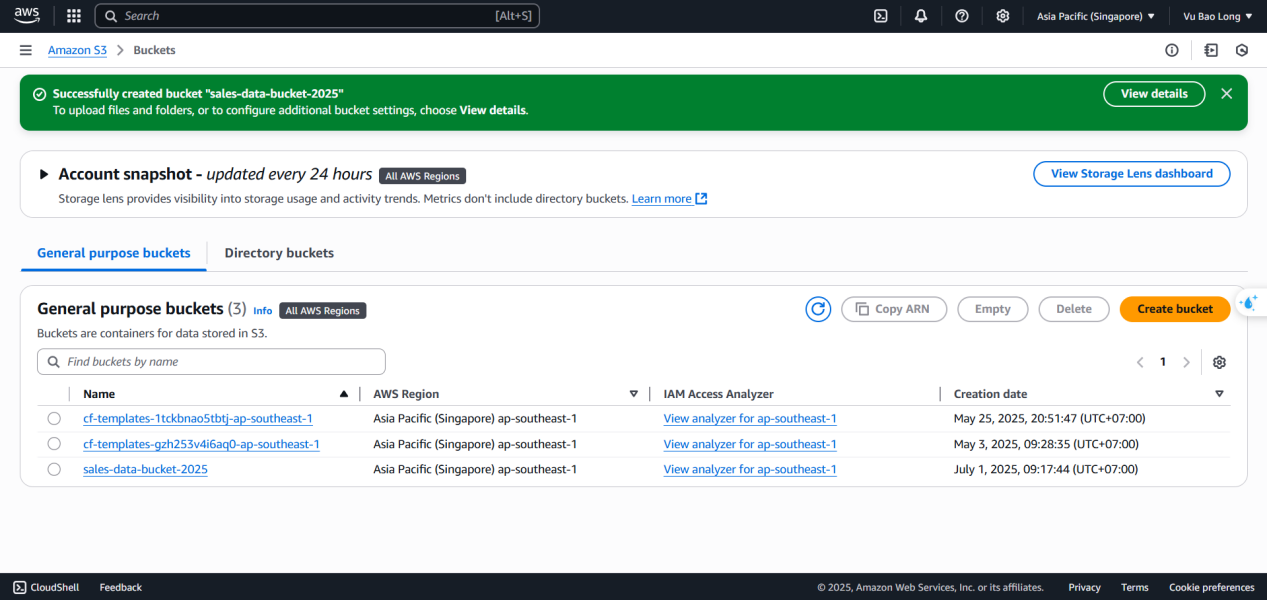 aws
Search [Alt+S] Asia Pacific (Singapore) ▼ Vu Bao Long ▼
Amazon S3 > Buckets
Successfully created bucket "sales-data-bucket-2025"
To upload files and folders, or to configure additional bucket settings, choose View details.
View details
Account snapshot - updated every 24 hours All AWS Regions
Storage lens provides visibility into storage usage and activity trends. Metrics don't include directory buckets. Learn more
View Storage Lens dashboard
General purpose buckets Directory buckets
General purpose buckets (3) Info All AWS Regions
Copy ARN Empty Delete Create bucket
Buckets are containers for data stored in S3.
Find buckets by name
1
Name AWS Region IAM Access Analyzer Creation date
cf-templates-1tckbnao5tbtj-ap-southeast-1 Asia Pacific (Singapore) ap-southeast-1 View analyzer for ap-southeast-1 May 25, 2025, 20:51:47 (UTC+07:00)
cf-templates-gzh253v4i6aq0-ap-southeast-1 Asia Pacific (Singapore) ap-southeast-1 View analyzer for ap-southeast-1 May 3, 2025, 09:28:35 (UTC+07:00)
sales-data-bucket-2025 Asia Pacific (Singapore) ap-southeast-1 View analyzer for ap-southeast-1 July 1, 2025, 09:17:44 (UTC+07:00)
CloudShell Feedback © 2025, Amazon Web Services, Inc. or its affiliates. Privacy Terms Cookie preferences